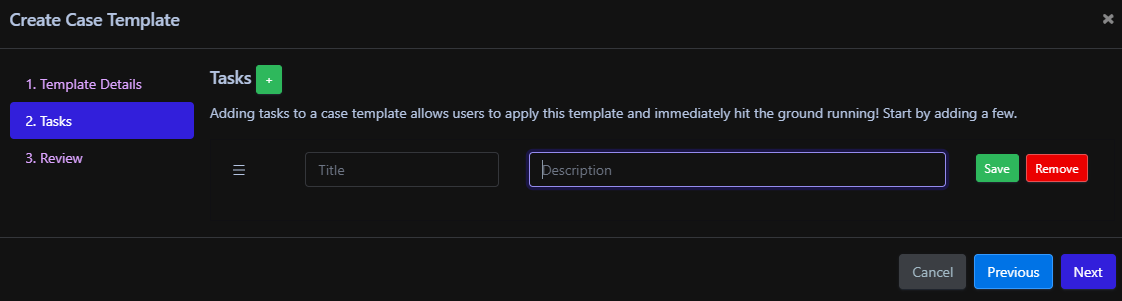 Create Case Template
×
1. Template Details
2. Tasks
3. Review
Tasks +
Adding tasks to a case template allows users to apply this template and immediately hit the ground running! Start by adding a few.
Title Description Save Remove
Cancel Previous Next